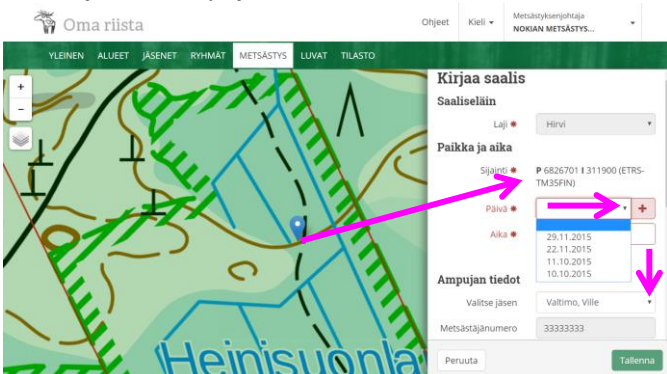 Oma riista
Ohjeet
Kieli
Metsästyksenjohtaja
NOKIAN METSÄSTYS...
YLEINEN ALUEET JÄSENET RYHMÄT METSÄSTYS LUVAT TILASTO
+
-
Kirjaa saalis
Saaliseläin
Laji * Hirvi
Paikka ja aika
Sijainti * P 6826701 I 311900 (ETRS-
TM35FIN)
Päivä * +
Aika *
29.11.2015
22.11.2015
11.10.2015
10.10.2015
Ampujan tiedot
Valitse jäsen Valtimo, Ville
Metsästäjänumero 33333333
Peruuta Tallenna